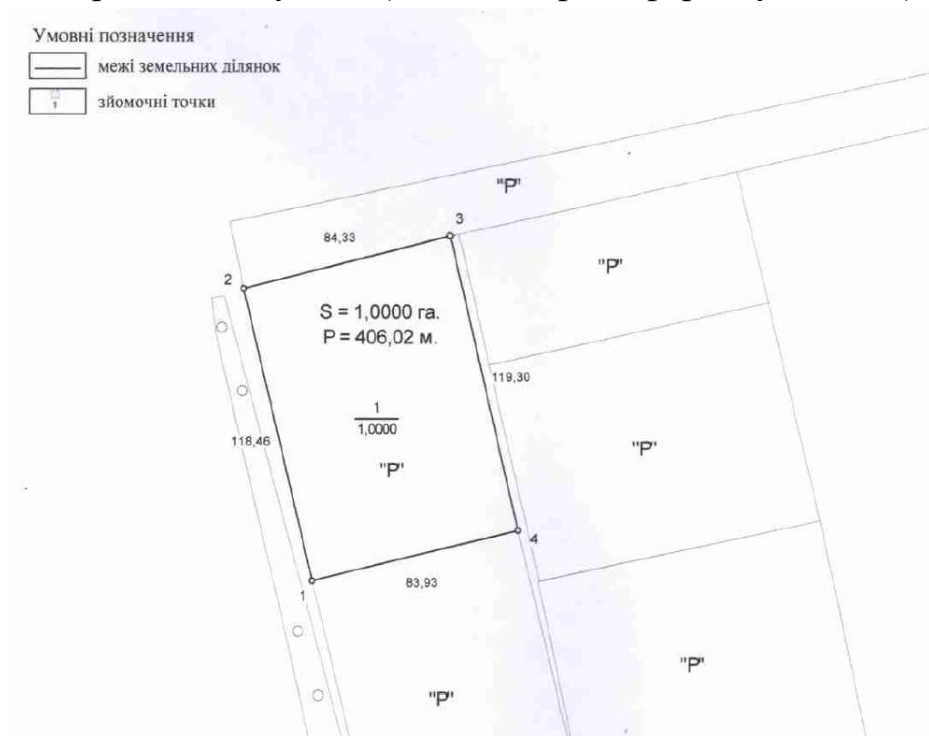 Умовні позначення
межі земельних ділянок
1
зйомочні точки
"Р"
3
84,33
"Р"
2
S = 1,0000 га.
P = 406,02 м.
119,30
1
1,0000
118,46
"Р"
"Р"
4
83,93
1
"Р"
"Р"